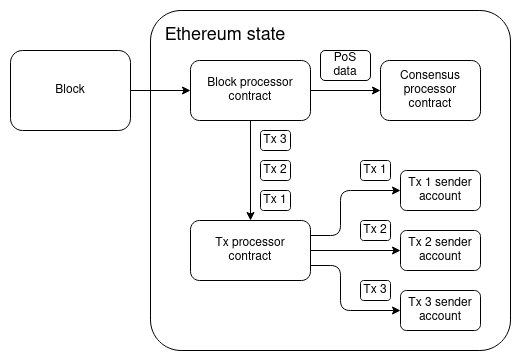 Ethereum state
Block
Block processor
contract
PoS
data
Consensus
processor
contract
Tx 3
Tx 2
Tx 1
Tx processor
contract
Tx 1
Tx 1 sender
account
Tx 2
Tx 2 sender
account
Tx 3
Tx 3 sender
account